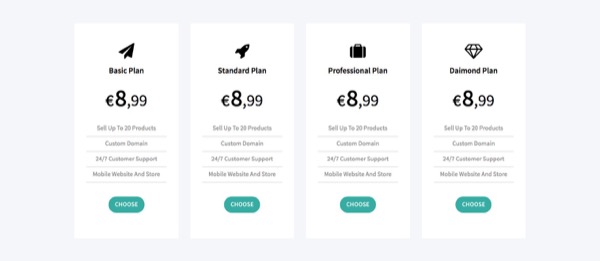 Basic Plan
€8,99
Sell Up To 20 Products
Custom Domain
24/7 Customer Support
Mobile Website And Store
CHOOSE
Standard Plan
€8,99
Sell Up To 20 Products
Custom Domain
24/7 Customer Support
Mobile Website And Store
CHOOSE
Professional Plan
€8,99
Sell Up To 20 Products
Custom Domain
24/7 Customer Support
Mobile Website And Store
CHOOSE
Daimond Plan
€8,99
Sell Up To 20 Products
Custom Domain
24/7 Customer Support
Mobile Website And Store
CHOOSE